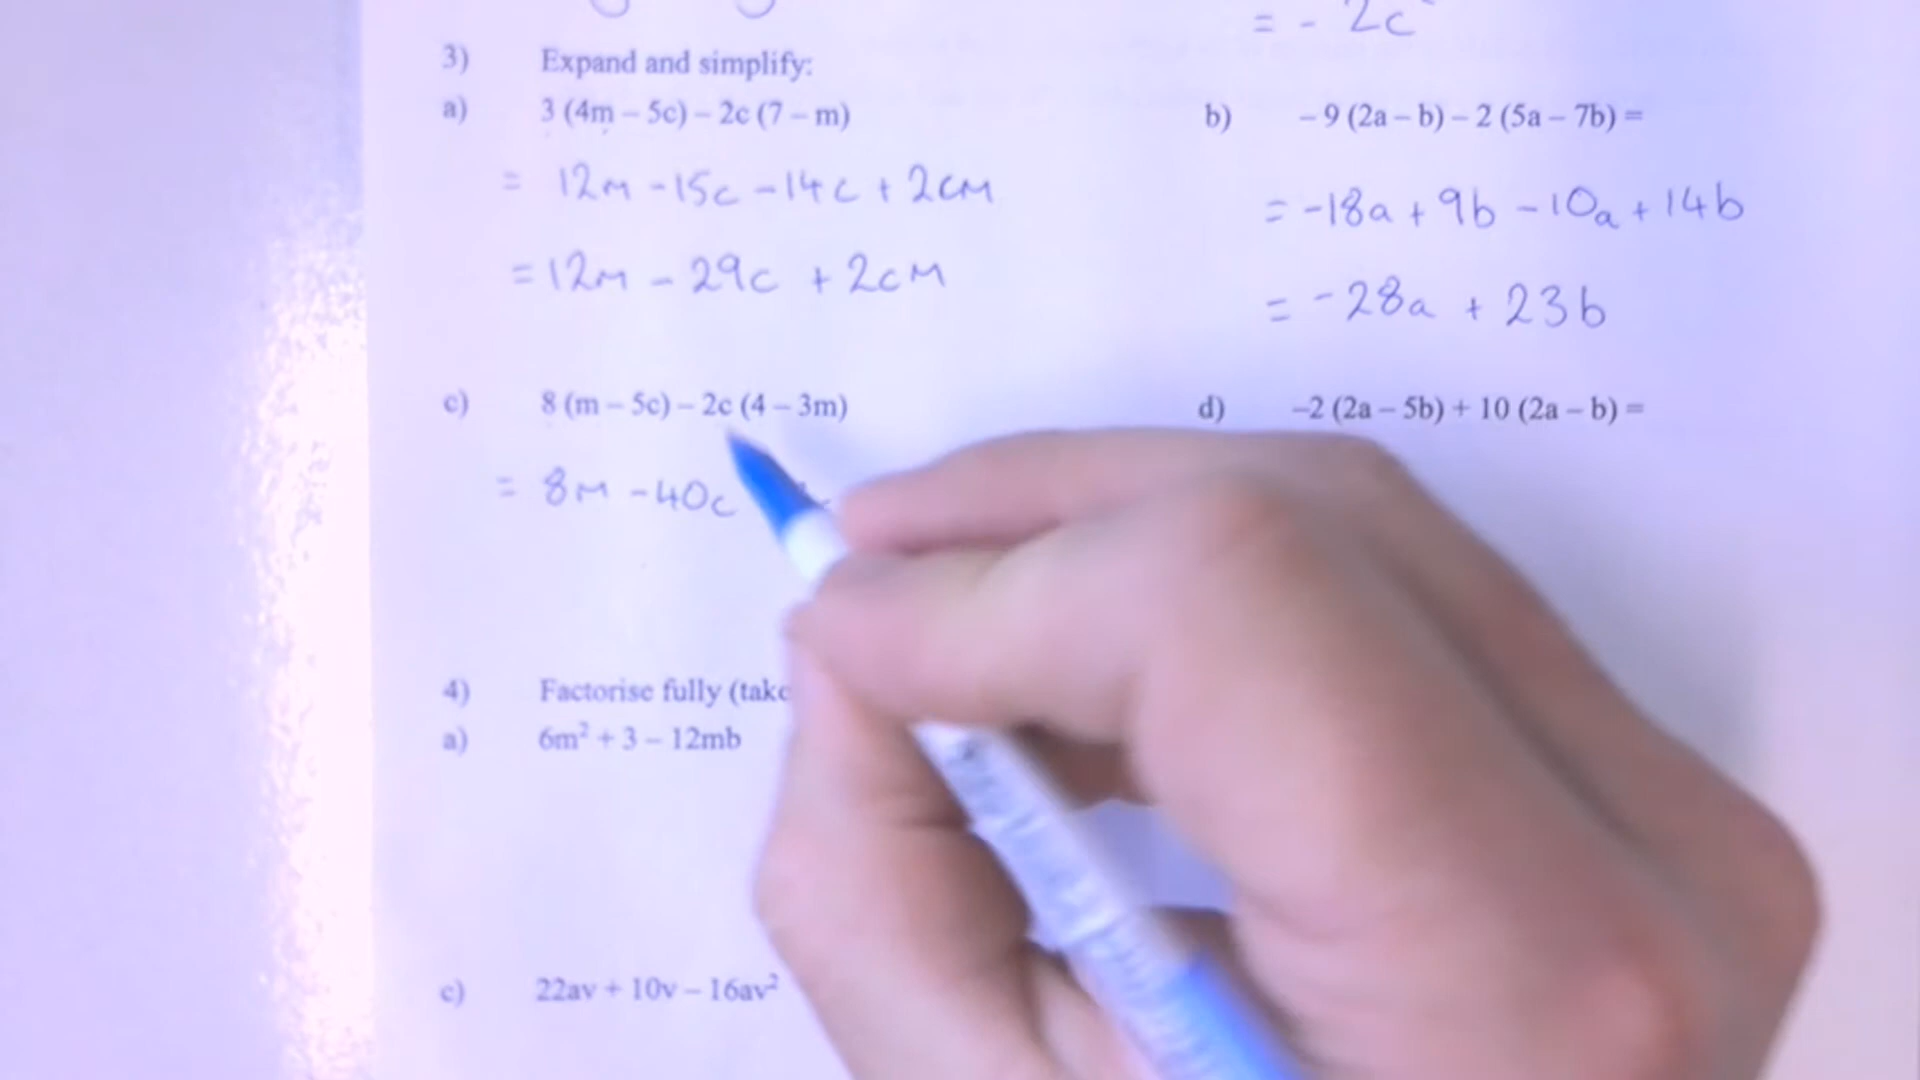 = - 2c
3) Expand and simplify:
a) 3 (4m – 5c) – 2c (7 – m)
= 12m - 15c - 14c + 2cm
= 12m - 29c + 2cm
b) – 9 (2a – b) – 2 (5a – 7b) =
= -18a + 9b - 10a + 14b
= -28a + 23b
c) 8 (m – 5c) – 2c (4 – 3m)
= 8m - 40c
d) –2 (2a – 5b) + 10 (2a – b) =
4) Factorise fully (take
a) 6m² + 3 – 12mb
c) 22av + 10v – 16av²